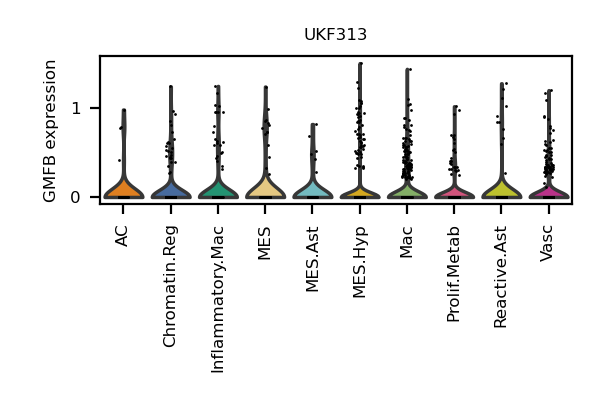 UKF313
GMFB expression
1
0
AC
Chromatin.Reg
Inflammatory.Mac
MES
MES.Ast
MES.Hyp
Mac
Prolif.Metab
Reactive.Ast
Vasc